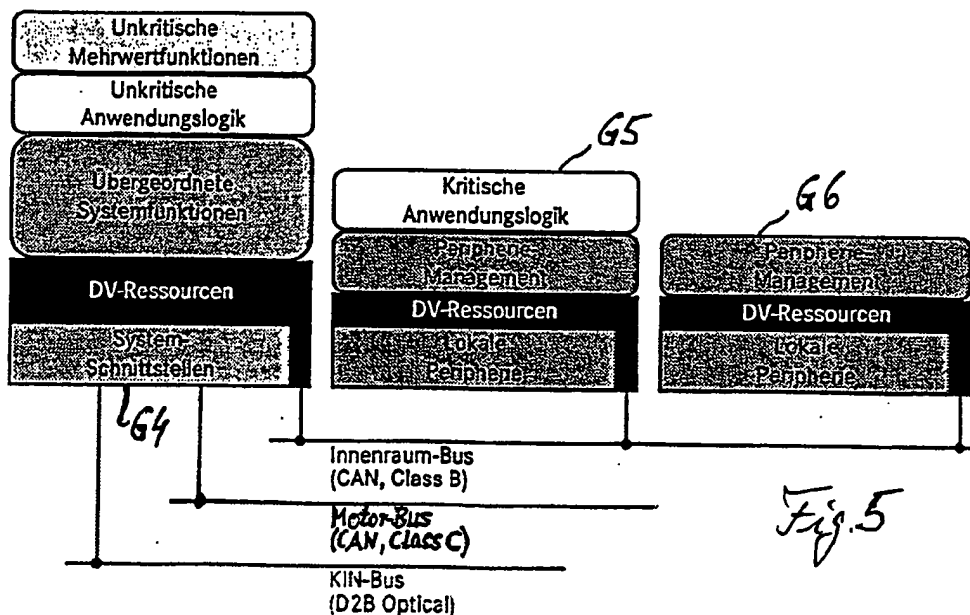 Unkritische
Mehrwertfunktionen
Unkritische
Anwendungslogik
Übergeordnete
Systemfunktionen
DV-Ressourcen
System-
Schnittstellen
G4
G5
Kritische
Anwendungslogik
Peripherie-
Management
DV-Ressourcen
Lokale
Peripherie
G6
Peripherie-
Management
DV-Ressourcen
Lokale
Peripherie
Innenraum-Bus
(CAN, Class B)
Motor-Bus
(CAN, Class C)
KIN-Bus
(D2B Optical)
Fig. 5